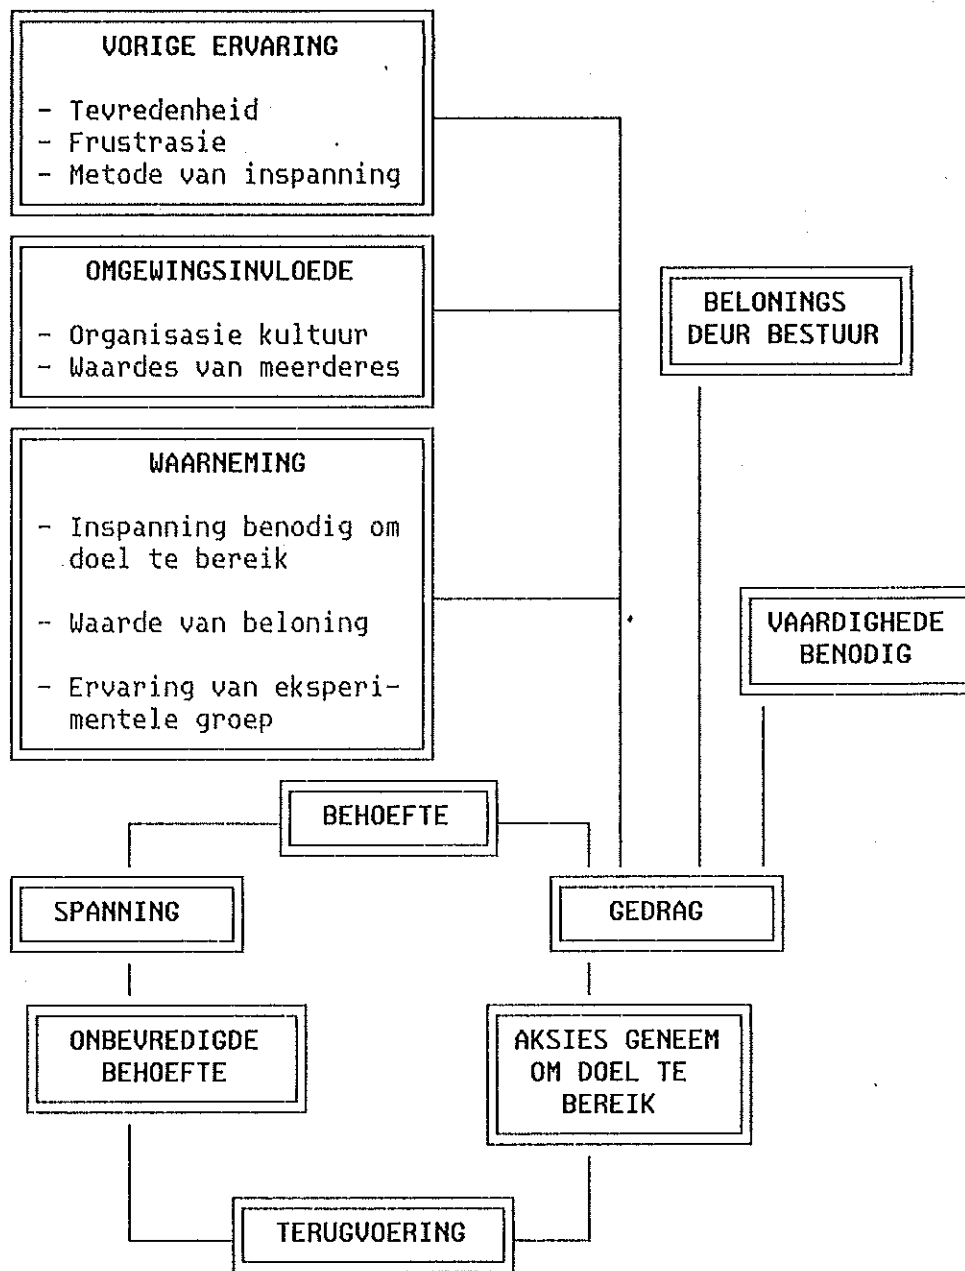 VORIGE ERVARING
- Tevredenheid
- Frustrasie
- Metode van inspanning
OMGEWINGSINVLOEDE
- Organisasie kultuur
- Waardes van meerderes
BELONINGS
DEUR BESTUUR
WAARNEMING
- Inspanning benodig om
doel te bereik
- Waarde van beloning
- Ervaring van eksperi-
mentele groep
VAARDIGHEDE
BENODIG
BEHOEFTE
SPANNING
GEDRAG
ONBEVREDIGDE
BEHOEFTE
AKSIES GENEEM
OM DOEL TE
BEREIK
TERUGVOERING